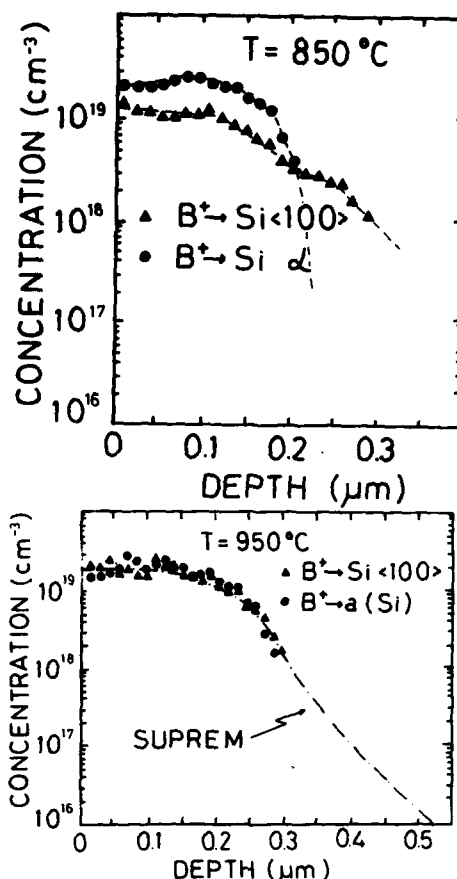 T = 850 °C
CONCENTRATION (cm⁻³)
10¹⁹
10¹⁸
10¹⁷
10¹⁶
▲ B⁺→ Si <100>
● B⁺→ Si α
0 0.1 0.2 0.3
DEPTH (μm)
T = 950°C
CONCENTRATION (cm⁻³)
10¹⁹
10¹⁸
10¹⁷
10¹⁶
▲ B⁺→Si <100>
● B⁺→a (Si)
SUPREM
0 0.1 0.2 0.3 0.4 0.5
DEPTH (μm)